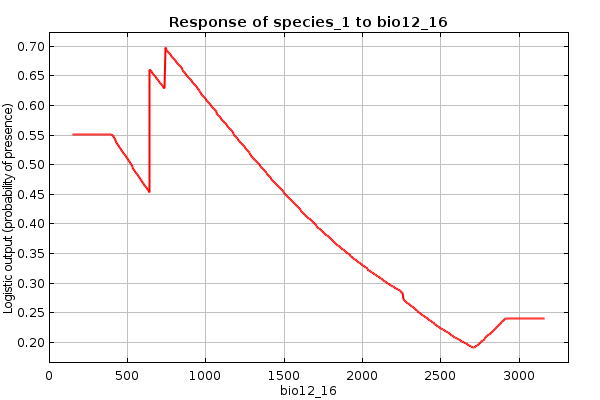 Response of species_1 to bio12_16
Logistic output (probability of presence)
0.70
0.65
0.60
0.55
0.50
0.45
0.40
0.35
0.30
0.25
0.20
0 500 1000 1500 2000 2500 3000
bio12_16